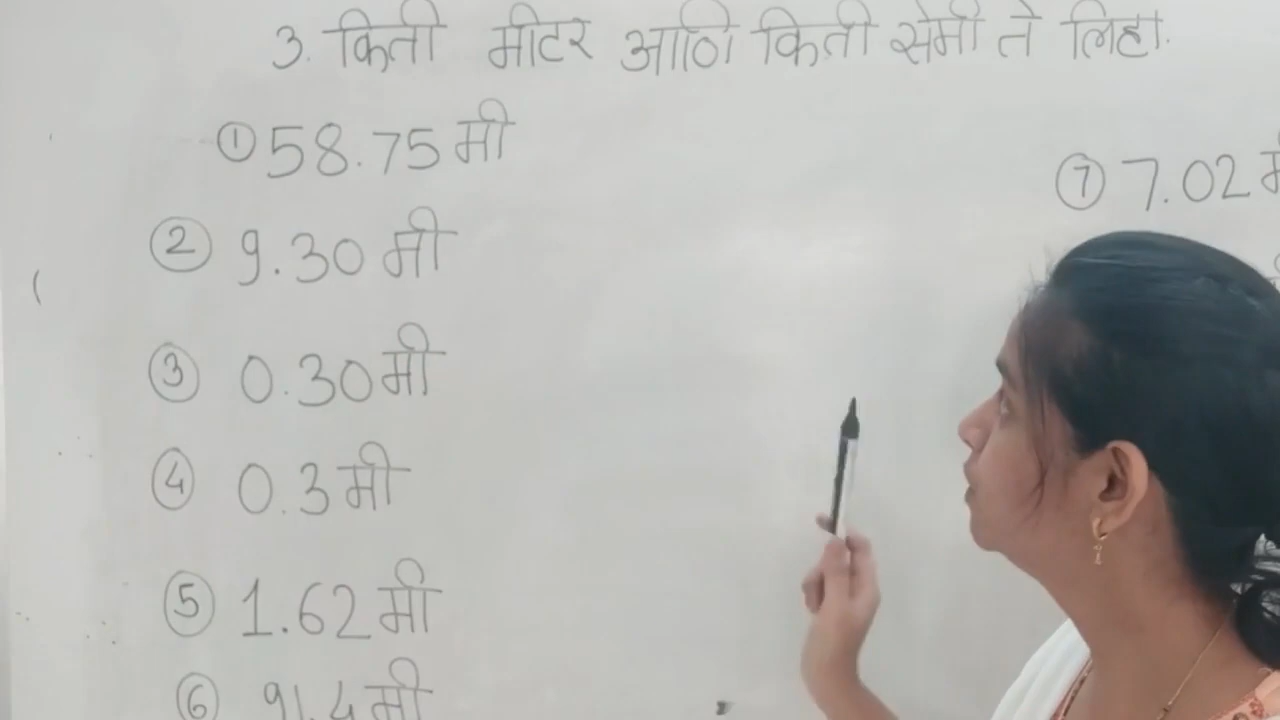 3. किती मीटर आणि किती सेमी ते लिहा.
① 58.75 मी
② 9.30 मी
③ 0.30 मी
④ 0.3 मी
⑤ 1.62 मी
⑥ 91.4 मी
⑦ 7.02